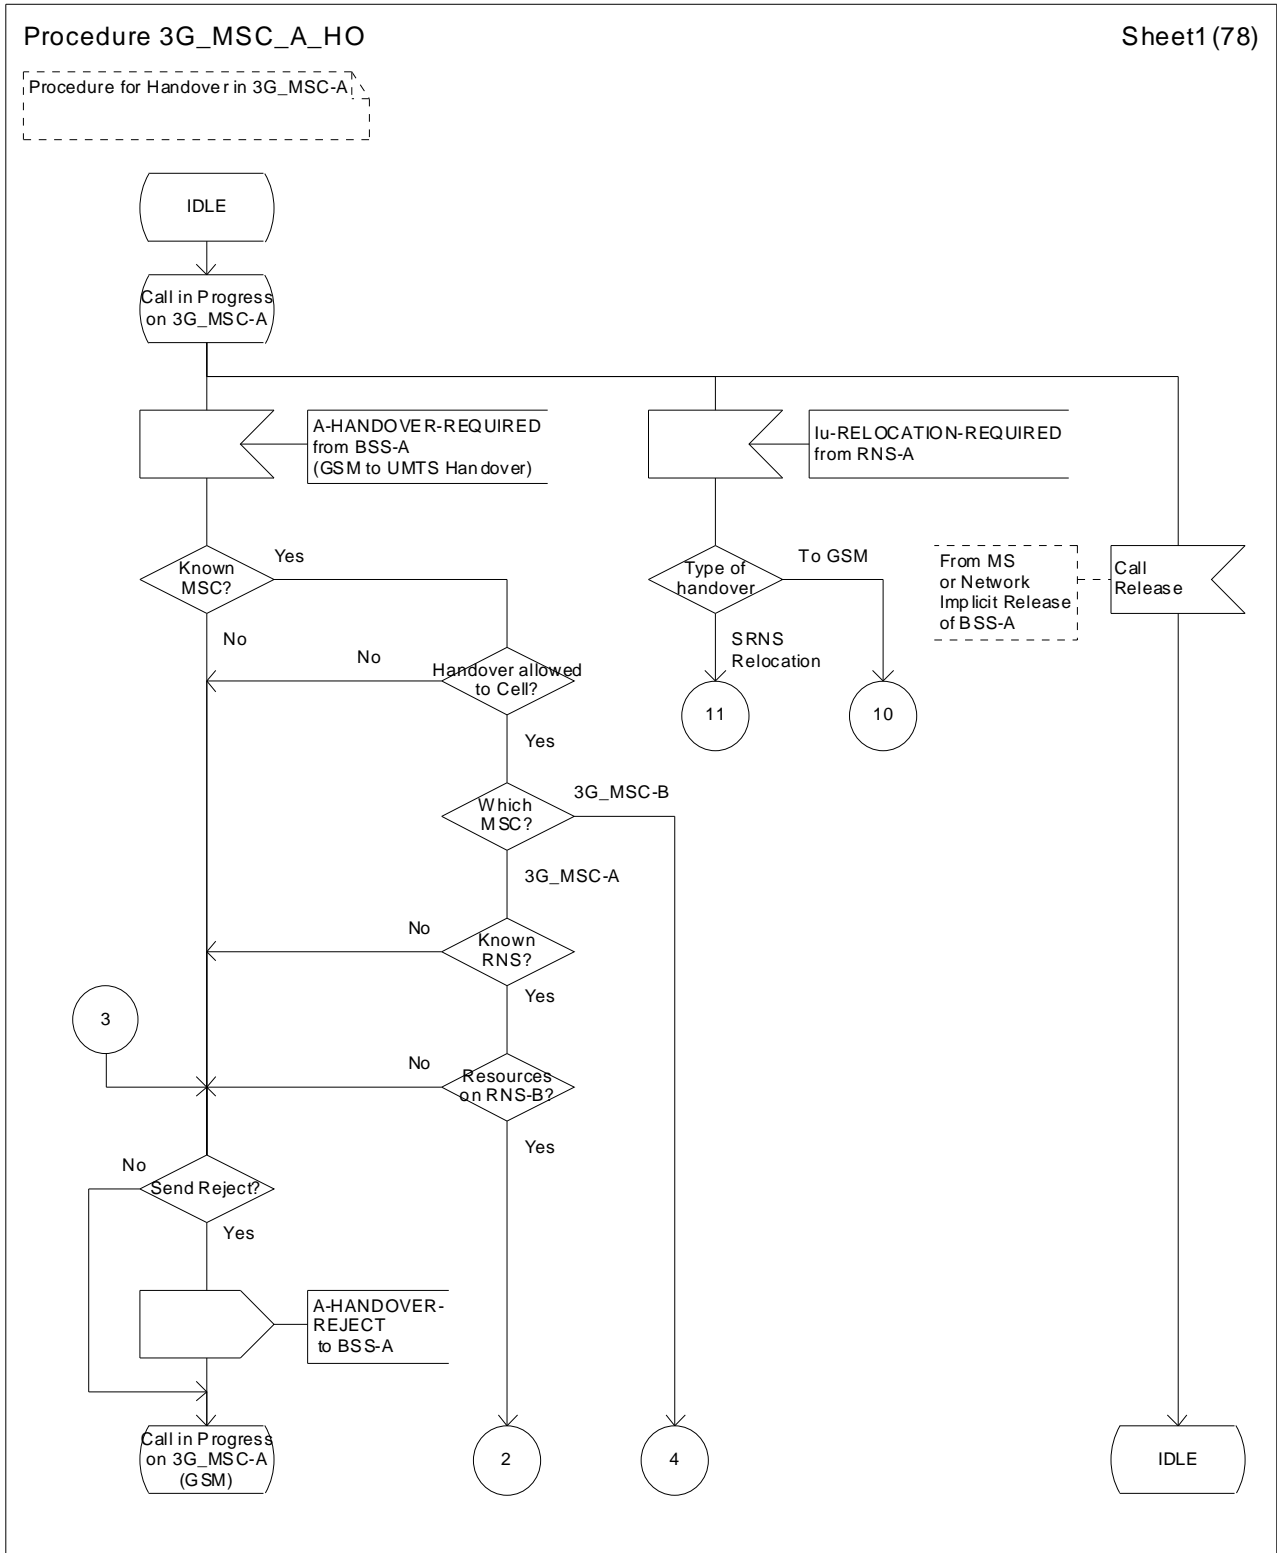 Procedure 3G_MSC_A_HO
Sheet1 (78)
Procedure for Handover in 3G_MSC-A
IDLE
Call in Progress
on 3G_MSC-A
A-HANDOVER-REQUIRED
from BSS-A
(GSM to UMTS Handover)
Iu-RELOCATION-REQUIRED
from RNS-A
Known
MSC?
Yes
No
Type of
handover
To GSM
SRNS
Relocation
From MS
or Network
Implicit Release
of BSS-A
Call
Release
No
Handover allowed
to Cell?
Yes
11
10
Which
MSC?
3G_MSC-B
3G_MSC-A
No
Known
RNS?
Yes
3
No
Resources
on RNS-B?
Yes
No
Send Reject?
Yes
A-HANDOVER-
REJECT
to BSS-A
Call in Progress
on 3G_MSC-A
(GSM)
2
4
IDLE